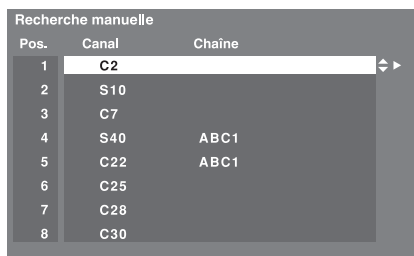 Recherche manuelle
Pos. Canal Chaîne
1 C2
2 S10
3 C7
4 S40 ABC1
5 C22 ABC1
6 C25
7 C28
8 C30